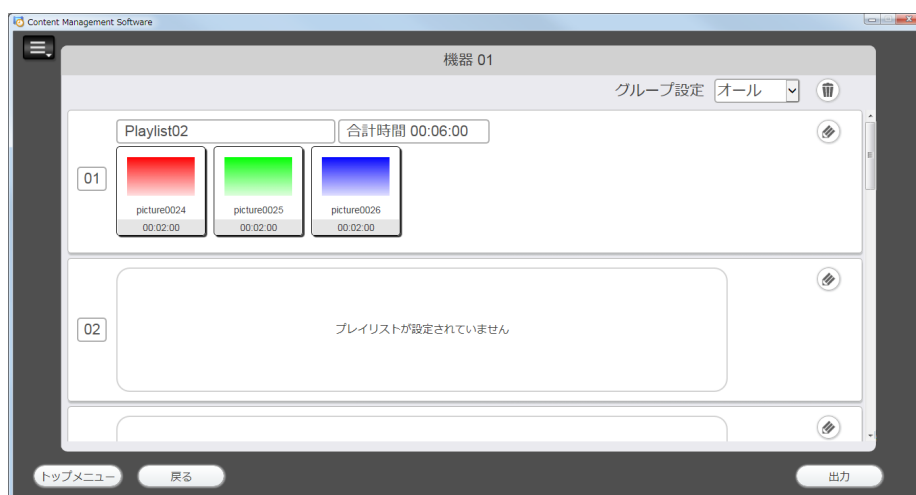 Content Management Software
機器 01
グループ設定 オール
Playlist02 合計時間 00:06:00
01
picture0024 picture0025 picture0026
00:02:00 00:02:00 00:02:00
02
プレイリストが設定されていません
トップメニュー 戻る 出力